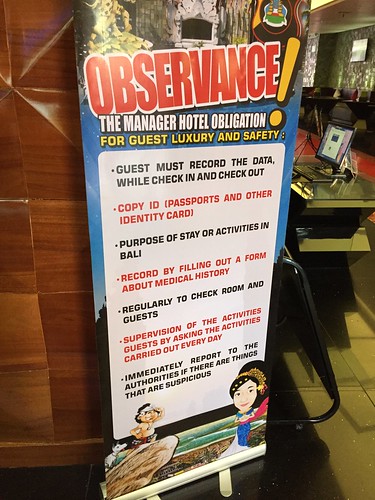 OBSERVANCE!
THE MANAGER HOTEL OBLIGATION
FOR GUEST LUXURY AND SAFETY :
• GUEST MUST RECORD THE DATA,
WHILE CHECK IN AND CHECK OUT
• COPY ID (PASSPORTS AND OTHER
IDENTITY CARD)
• PURPOSE OF STAY OR ACTIVITIES IN
BALI
• RECORD BY FILLING OUT A FORM
ABOUT MEDICAL HISTORY
• REGULARLY TO CHECK ROOM AND
GUESTS
• SUPERVISION OF THE ACTIVITIES
GUESTS BY ASKING THE ACTIVITIES
CARRIED OUT EVERY DAY
• IMMEDIATELY REPORT TO THE
AUTHORITIES IF THERE ARE THINGS
THAT ARE SUSPICIOUS